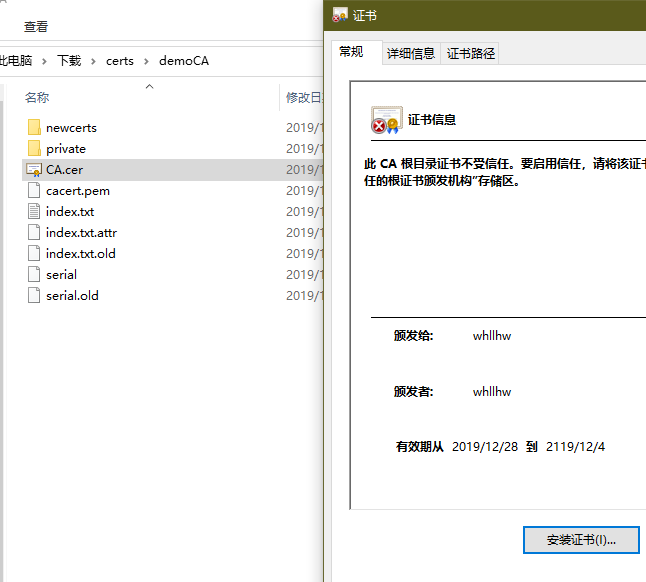 查看
此电脑 › 下载 › certs › demoCA
名称
修改日
newcerts 2019/1
private 2019/1
CA.cer 2019/1
cacert.pem 2019/1
index.txt 2019/1
index.txt.attr 2019/1
index.txt.old 2019/1
serial 2019/1
serial.old 2019/1
证书
常规 详细信息 证书路径
证书信息
此 CA 根目录证书不受信任。要启用信任，请将该证书
任的根证书颁发机构"存储区。
颁发给: whllhw
颁发者: whllhw
有效期从 2019/12/28 到 2119/12/4
安装证书(I)...